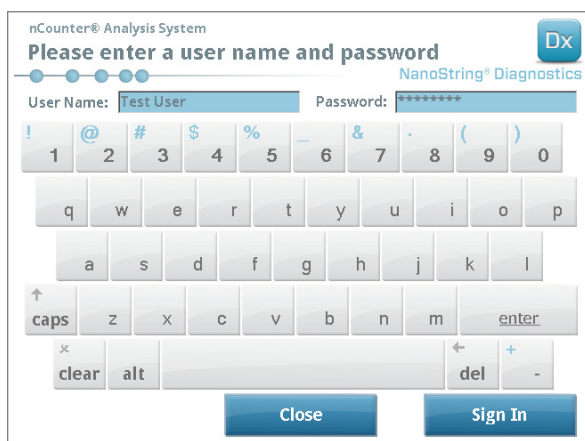 nCounter® Analysis System
Please enter a user name and password
Dx
NanoString® Diagnostics
User Name: Test User Password: ********
! @ # $ % _ & . ( )
1 2 3 4 5 6 7 8 9 0
q w e r t y u i o p
a s d f g h j k l
caps z x c v b n m enter
x +
clear alt del -
Close Sign In